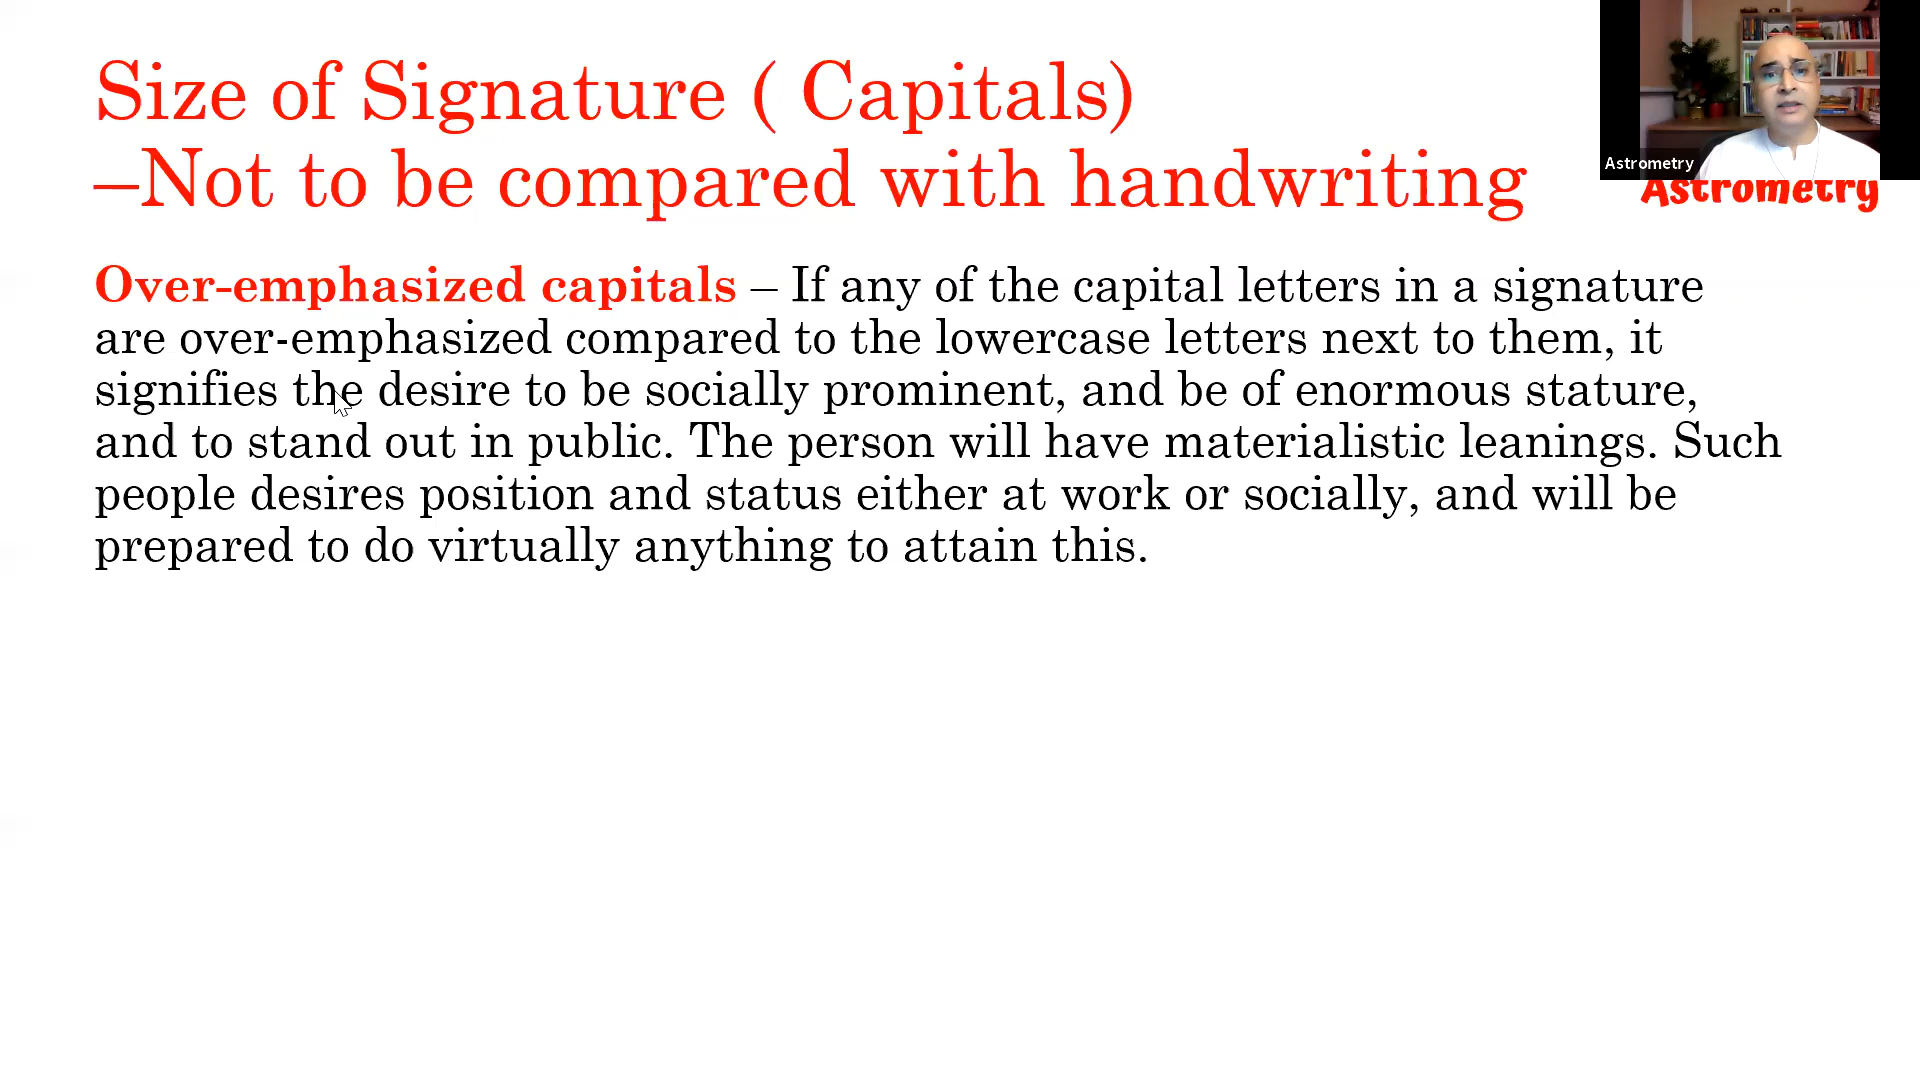 Size of Signature ( Capitals)
–Not to be compared with handwriting
Astrometry
Astrometry
Over-emphasized capitals – If any of the capital letters in a signature
are over-emphasized compared to the lowercase letters next to them, it
signifies the desire to be socially prominent, and be of enormous stature,
and to stand out in public. The person will have materialistic leanings. Such
people desires position and status either at work or socially, and will be
prepared to do virtually anything to attain this.